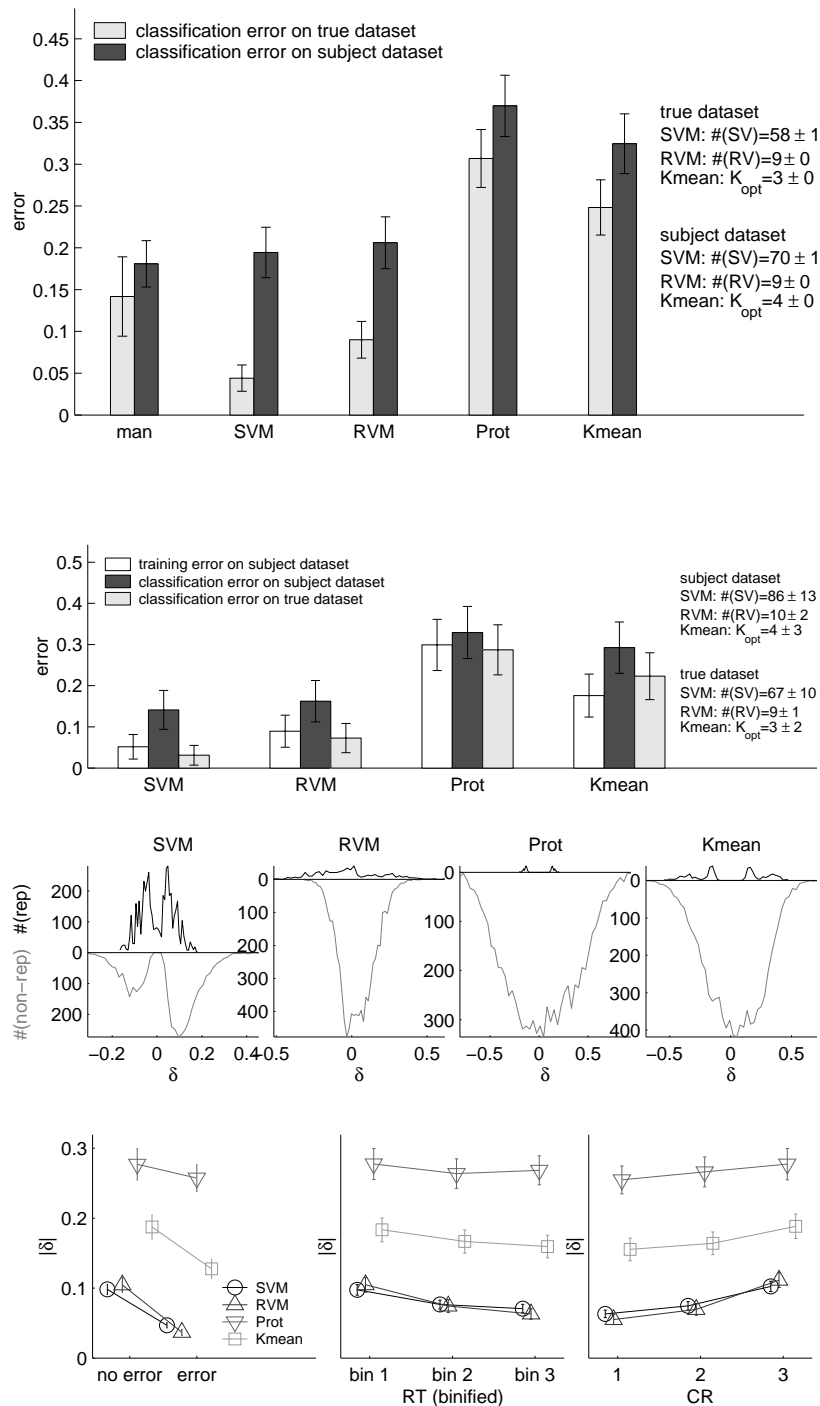 classification error on true dataset
classification error on subject dataset
0.45
0.4
0.35
0.3
0.25
0.2
0.15
0.1
0.05
0
error
man SVM RVM Prot Kmean
true dataset
SVM: #(SV)=58 ± 1
RVM: #(RV)=9 ± 0
Kmean: K_opt=3 ± 0
subject dataset
SVM: #(SV)=70 ± 1
RVM: #(RV)=9 ± 0
Kmean: K_opt=4 ± 0
training error on subject dataset
classification error on subject dataset
classification error on true dataset
0.5
0.4
0.3
0.2
0.1
0
error
SVM RVM Prot Kmean
subject dataset
SVM: #(SV)=86 ± 13
RVM: #(RV)=10 ± 2
Kmean: K_opt=4 ± 3
true dataset
SVM: #(SV)=67 ± 10
RVM: #(RV)=9 ± 1
Kmean: K_opt=3 ± 2
SVM
#(non−rep) #(rep)
200
100
0
100
200
−0.2 0 0.2 0.4
δ
RVM
0
100
200
300
400
−0.5 0 0.5
δ
Prot
0
100
200
300
−0.5 0 0.5
δ
Kmean
0
100
200
300
400
−0.5 0 0.5
δ
0.3
0.2
0.1
0
|δ|
SVM
RVM
Prot
Kmean
no error error
|δ|
bin 1 bin 2 bin 3
RT (binified)
|δ|
1 2 3
CR